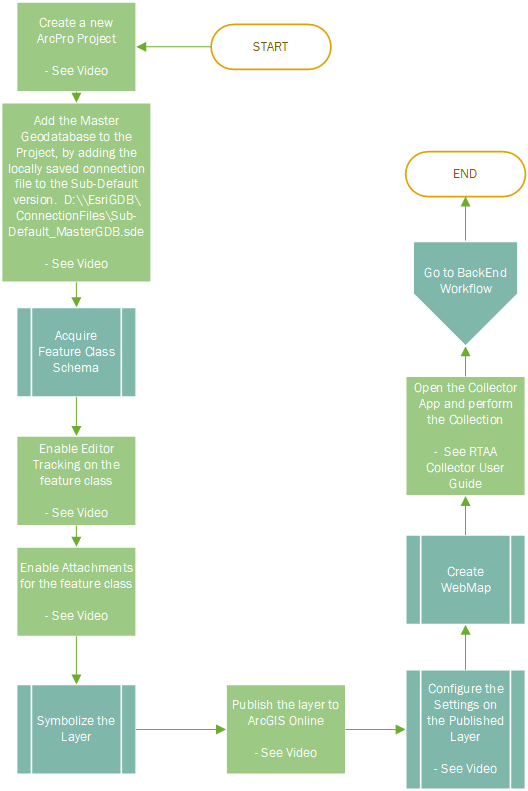 START
Create a new
ArcPro Project
- See Video
Add the Master
Geodatabase to the
Project, by adding the
locally saved connection
file to the Sub-Default
version.  D:\\EsriGDB\
ConnectionFiles\Sub-
Default_MasterGDB.sde
- See Video
Acquire
Feature Class
Schema
Enable Editor
Tracking on the
feature class
- See Video
Enable Attachments
for the feature class
- See Video
Symbolize the
Layer
Publish the layer to
ArcGIS Online
- See Video
Configure the
Settings on
the Published
Layer
- See Video
Create
WebMap
Open the Collector
App and perform
the Collection
-  See RTAA
Collector User
Guide
Go to BackEnd
Workflow
END